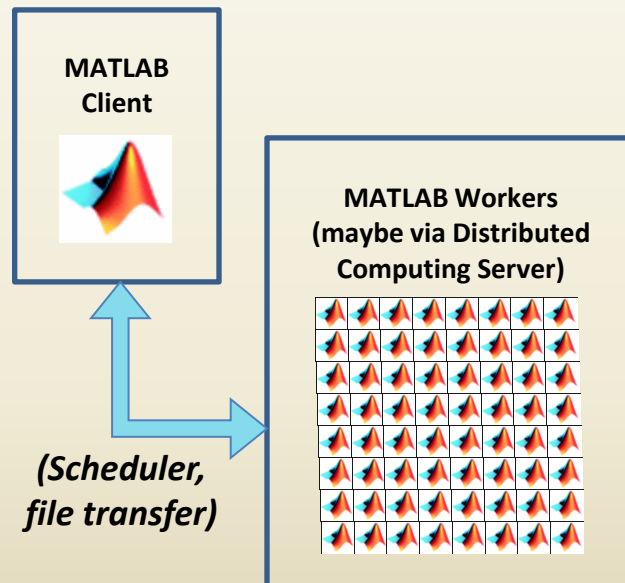 MATLAB
Client
MATLAB Workers
(maybe via Distributed
Computing Server)
(Scheduler,
file transfer)